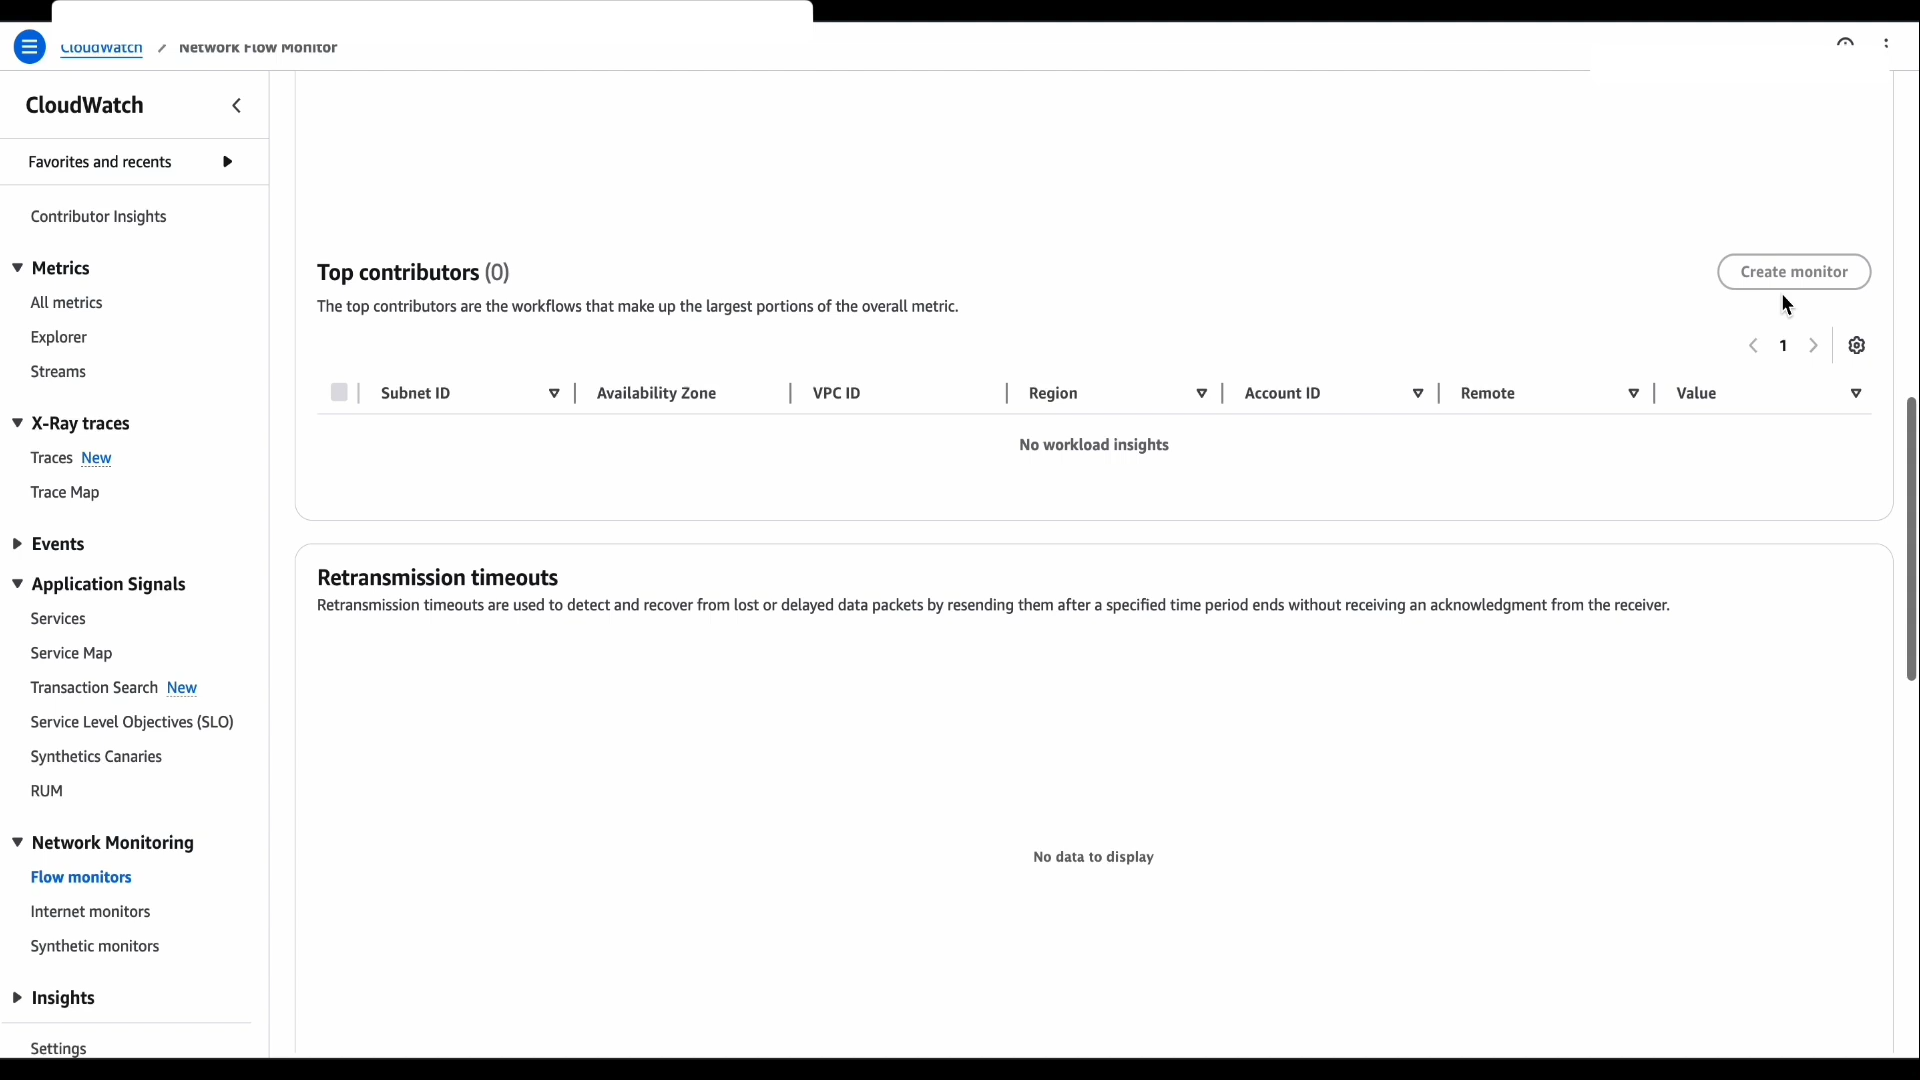 CloudWatch / Network Flow Monitor
CloudWatch
Favorites and recents
Contributor Insights
Metrics
All metrics
Explorer
Streams
X-Ray traces
Traces New
Trace Map
Events
Application Signals
Services
Service Map
Transaction Search New
Service Level Objectives (SLO)
Synthetics Canaries
RUM
Network Monitoring
Flow monitors
Internet monitors
Synthetic monitors
Insights
Settings
Top contributors (0)
Create monitor
The top contributors are the workflows that make up the largest portions of the overall metric.
1
Subnet ID Availability Zone VPC ID Region Account ID Remote Value
No workload insights
Retransmission timeouts
Retransmission timeouts are used to detect and recover from lost or delayed data packets by resending them after a specified time period ends without receiving an acknowledgment from the receiver.
No data to display